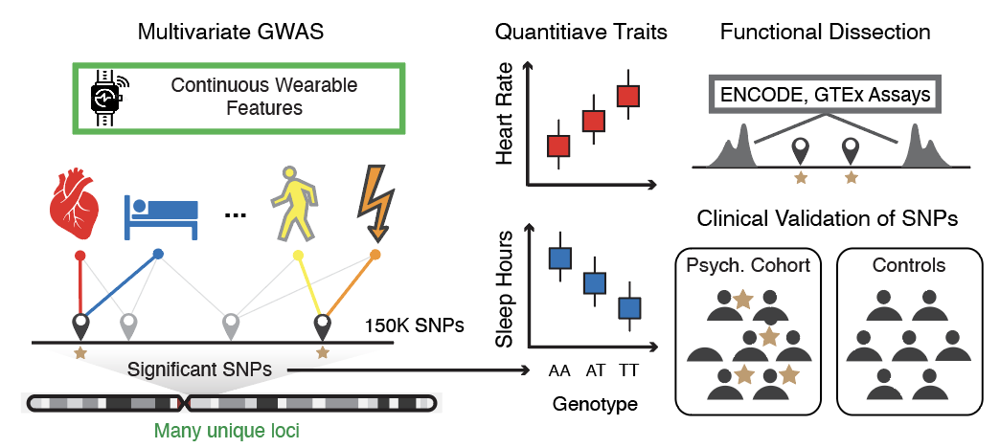 Multivariate GWAS
Continuous Wearable
Features
...
150K SNPs
Significant SNPs
Many unique loci
Quantitiave Traits
Heart Rate
Sleep Hours
AA AT TT
Genotype
Functional Dissection
ENCODE, GTEx Assays
Clinical Validation of SNPs
Psych. Cohort
Controls